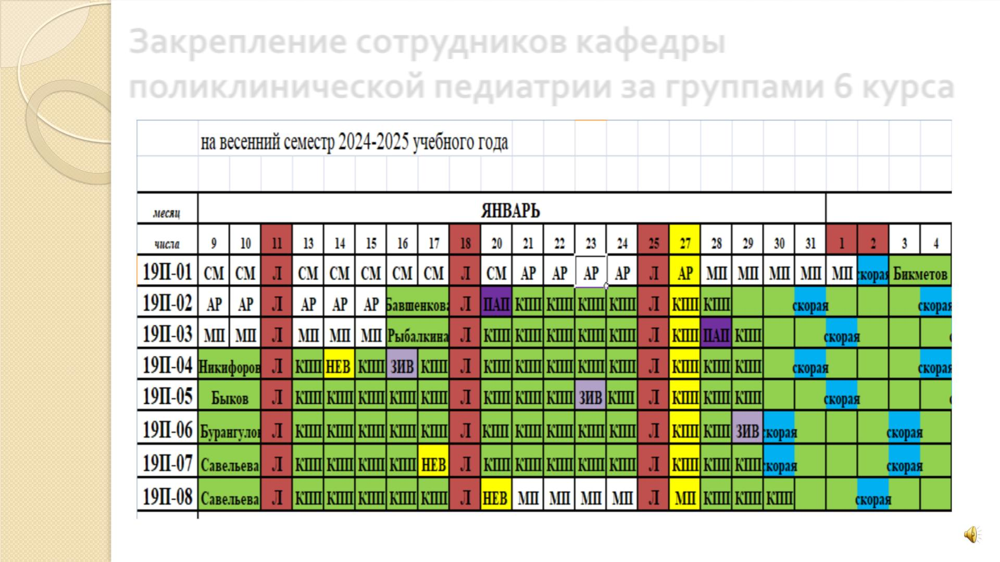 Закрепление сотрудников кафедры
поликлинической педиатрии за группами 6 курса
на весенний семестр 2024-2025 учебного года
месяц ЯНВАРЬ
числа 9 10 11 13 14 15 16 17 18 20 21 22 23 24 25 27 28 29 30 31 1 2 3 4
19П-01 СМ СМ Л СМ СМ СМ СМ СМ Л СМ АР АР АР АР Л АР МП МП МП МП МП скорая Бикметов
19П-02 АР АР Л АР АР АР Бавшенкова Л ПАП КПП КПП КПП КПП Л КПП КПП скорая скорая
19П-03 МП МП Л МП МП МП Рыбалкина Л КПП КПП КПП КПП КПП Л КПП ПАП КПП скорая
19П-04 Никифоров Л КПП НЕВ КПП ЗИВ КПП Л КПП КПП КПП КПП КПП Л КПП КПП КПП скорая скорая
19П-05 Быков Л КПП КПП КПП КПП КПП Л КПП КПП КПП ЗИВ КПП Л КПП КПП КПП скорая
19П-06 Бурангулов Л КПП КПП КПП КПП КПП Л КПП КПП КПП КПП КПП Л КПП КПП ЗИВ скорая скорая
19П-07 Савельева Л КПП КПП КПП КПП НЕВ Л КПП КПП КПП КПП КПП Л КПП КПП КПП скорая скорая
19П-08 Савельева Л КПП КПП КПП КПП КПП Л НЕВ МП МП МП МП Л МП КПП КПП КПП скорая